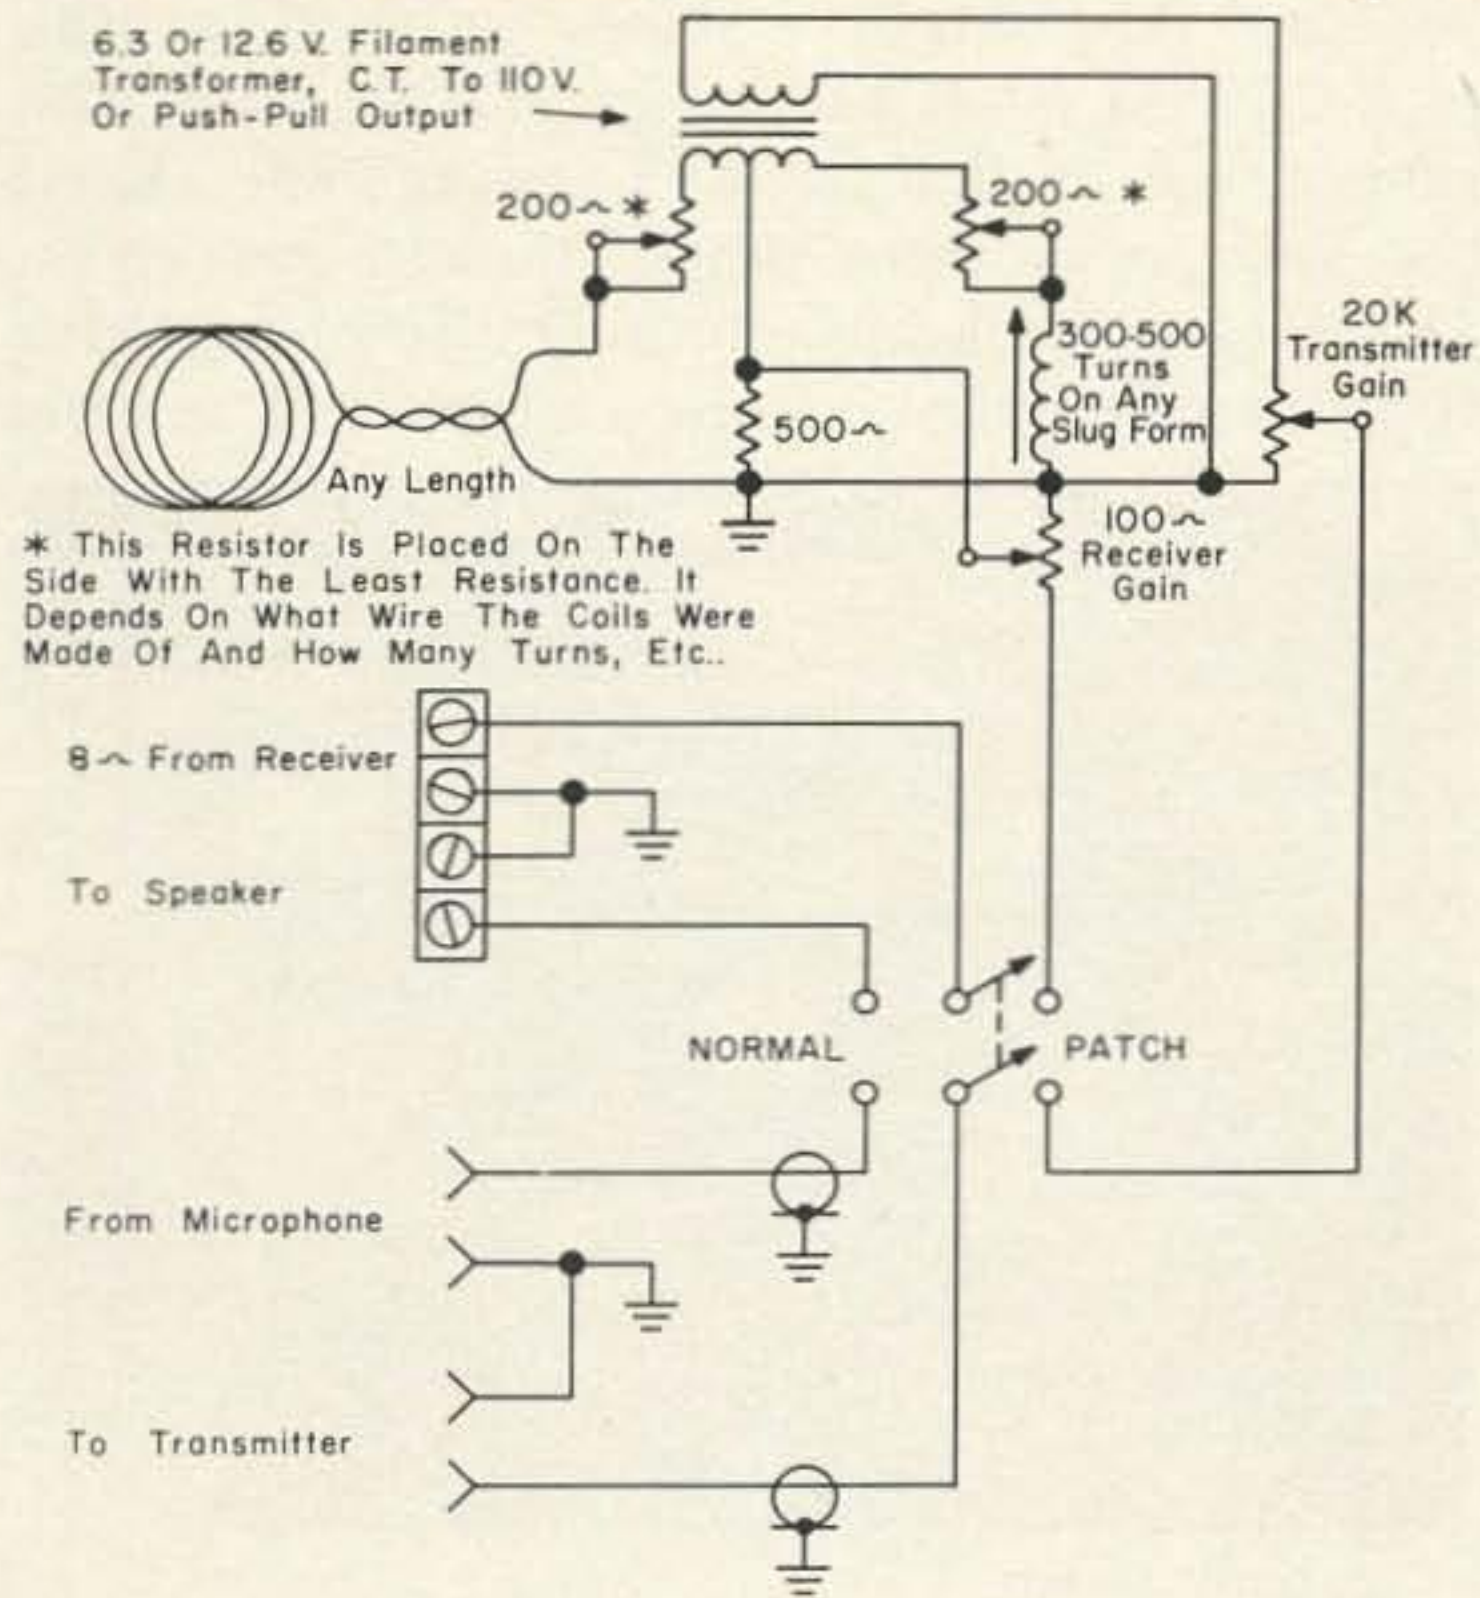 6.3 Or 12.6 V. Filament
Transformer, C.T. To 110 V.
Or Push-Pull Output
200~ *
200~ *
300-500
Turns
On Any
Slug Form
20K
Transmitter
Gain
500~
Any Length
100~
Receiver
Gain
* This Resistor Is Placed On The
Side With The Least Resistance. It
Depends On What Wire The Coils Were
Made Of And How Many Turns, Etc..
8~ From Receiver
To Speaker
NORMAL
PATCH
From Microphone
To Transmitter